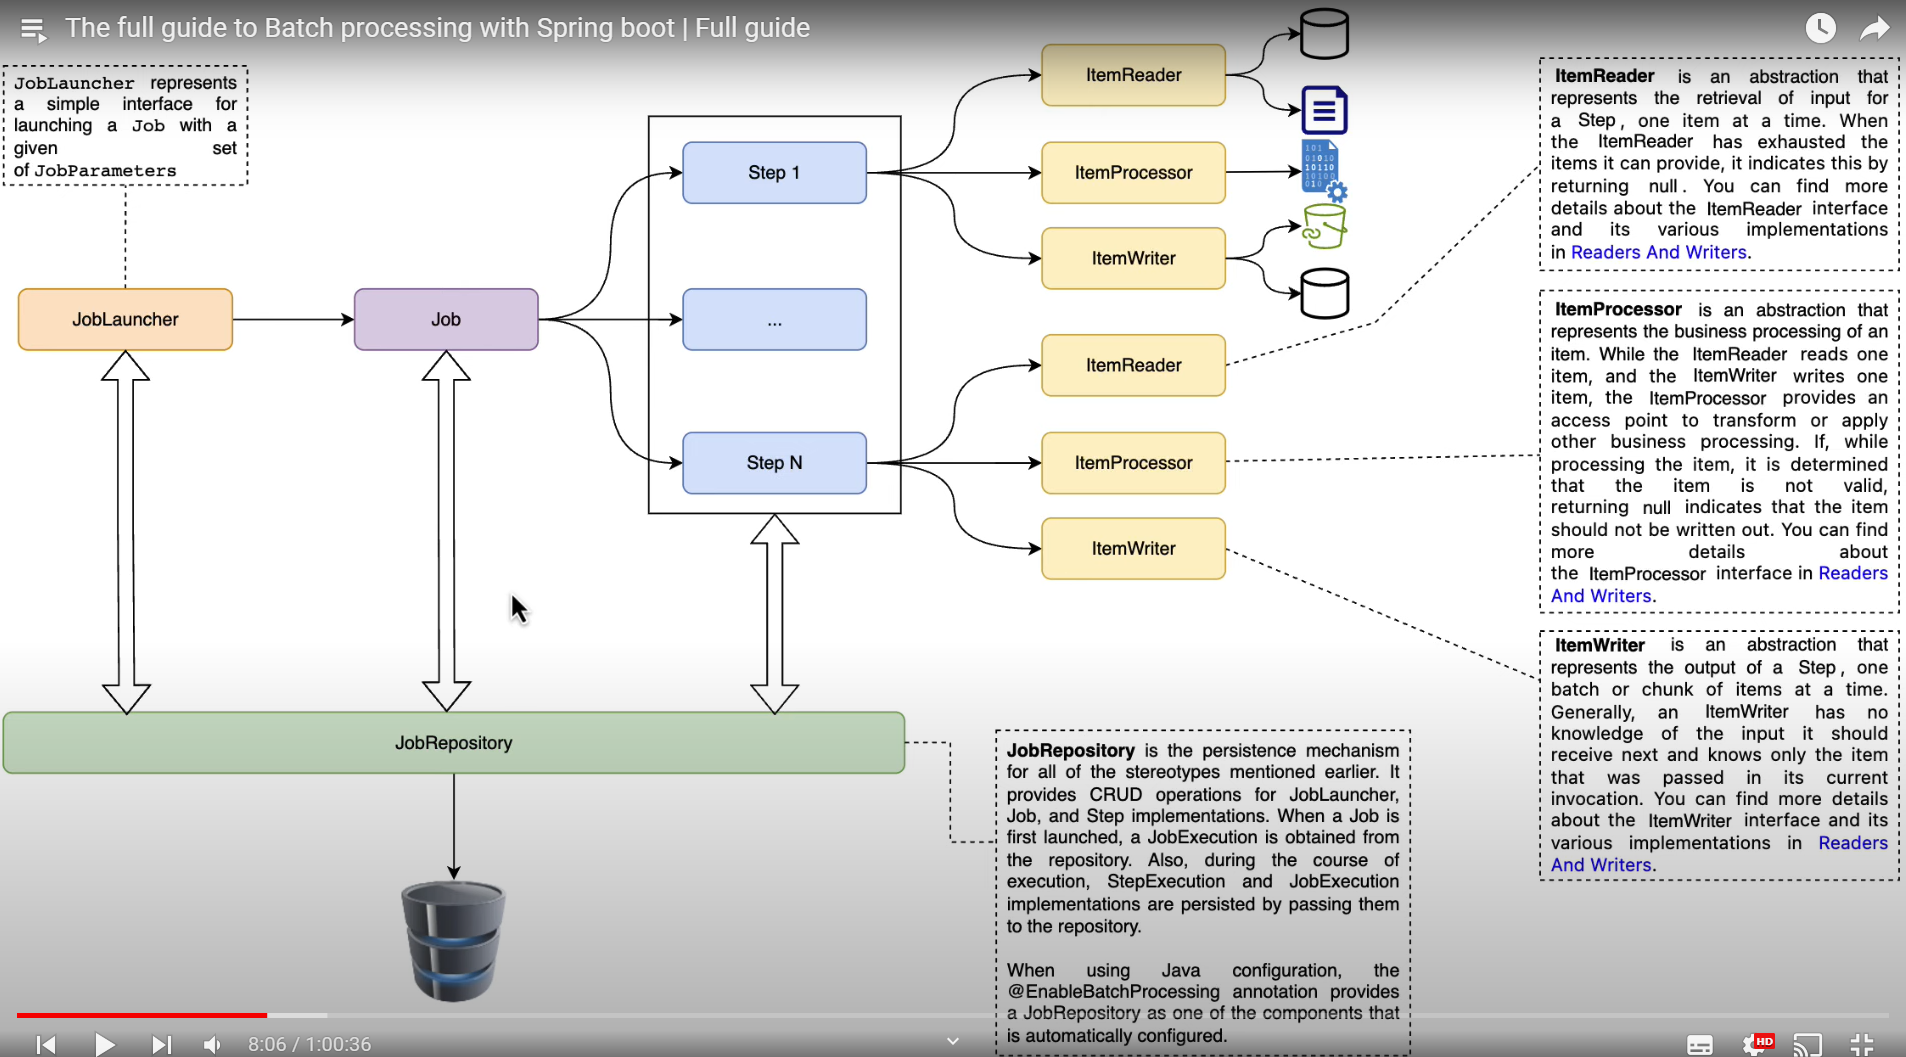 The full guide to Batch processing with Spring boot | Full guide
JobLauncher represents
a simple interface for
launching a Job with a
given set
of JobParameters
JobLauncher
Job
Step 1
...
Step N
ItemReader
ItemProcessor
ItemWriter
ItemReader
ItemProcessor
ItemWriter
101
01010
10110
10100
010
ItemReader is an abstraction that
represents the retrieval of input for
a Step, one item at a time. When
the ItemReader has exhausted the
items it can provide, it indicates this by
returning null. You can find more
details about the ItemReader interface
and its various implementations
in Readers And Writers.
ItemProcessor is an abstraction that
represents the business processing of an
item. While the ItemReader reads one
item, and the ItemWriter writes one
item, the ItemProcessor provides an
access point to transform or apply
other business processing. If, while
processing the item, it is determined
that the item is not valid,
returning null indicates that the item
should not be written out. You can find
more details about
the ItemProcessor interface in Readers
And Writers.
ItemWriter is an abstraction that
represents the output of a Step, one
batch or chunk of items at a time.
Generally, an ItemWriter has no
knowledge of the input it should
receive next and knows only the item
that was passed in its current
invocation. You can find more details
about the ItemWriter interface and its
various implementations in Readers
And Writers.
JobRepository
JobRepository is the persistence mechanism
for all of the stereotypes mentioned earlier. It
provides CRUD operations for JobLauncher,
Job, and Step implementations. When a Job is
first launched, a JobExecution is obtained from
the repository. Also, during the course of
execution, StepExecution and JobExecution
implementations are persisted by passing them
to the repository.
When using Java configuration, the
@EnableBatchProcessing annotation provides
a JobRepository as one of the components that
is automatically configured.
8:06 / 1:00:36
HD